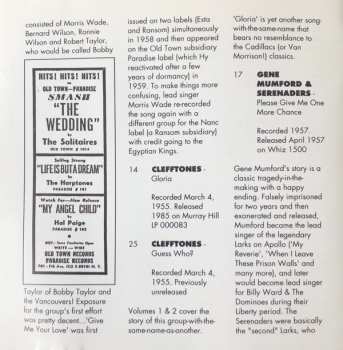 consisted of Morris Wade,
Bernard Wilson, Ronnie
Wilson and Robert Taylor,
who would be called Bobby
HITS! HITS! HITS!
on
OLD TOWN - PARADISE
SMASH
"THE
WEDDING"
by
The Solitaires
OLD TOWN
Selling Strong
"LIFE IS BUT A DREAM"
by
The Harptones
PARADISE
Watch For—New Release
"MY ANGEL CHILD"
by
Hal Paige
PARADISE
WRITE — WIRE
OLD TOWN RECORDS
PARADISE RECORDS
Taylor of Bobby Taylor and
the Vancouvers! Exposure
for the group's first effort
was pretty decent...'Give
Me Your Love' was first
issued on two labels (Esta
and Ransom) simultaneously
in 1958 and then appeared
on the Old Town subsidiary
Paradise label (which Hy
reactivated after a few
years of dormancy) in
1959. To make things more
confusing, lead singer
Morris Wade re-recorded
the song again with a
different group for the Nanc
label (a Ransom subsidiary)
with credit going to the
Egyptian Kings.
14 CLEFFTONES -
Gloria
Recorded March 4,
1955. Released
1985 on Murray Hill
LP 000083
25 CLEFFTONES -
Guess Who?
Recorded March 4,
1955. Previously
unreleased
Volumes 1 & 2 cover the
story of this group-with-the-
same-name-as-another.
'Gloria' is yet another song-
with-the-same-name that
bears no resemblance to
the Cadillacs (or Van
Morrison!) classics.
17 GENE
MUMFORD &
SERENADERS -
Please Give Me One
More Chance
Recorded 1957
Released April 1957
on Whiz 1500
Gene Mumford's story is a
classic tragedy-in-the-
making with a happy
ending. Falsely imprisoned
for two years and then
exonerated and released,
Mumford became the lead
singer of the legendary
Larks on Apollo ('My
Reverie', 'When I Leave
These Prison Walls' and
many more), and later
would become lead singer
for Billy Ward & The
Dominoes during their
Liberty period. The
Serenaders were basically
the "second" Larks, who